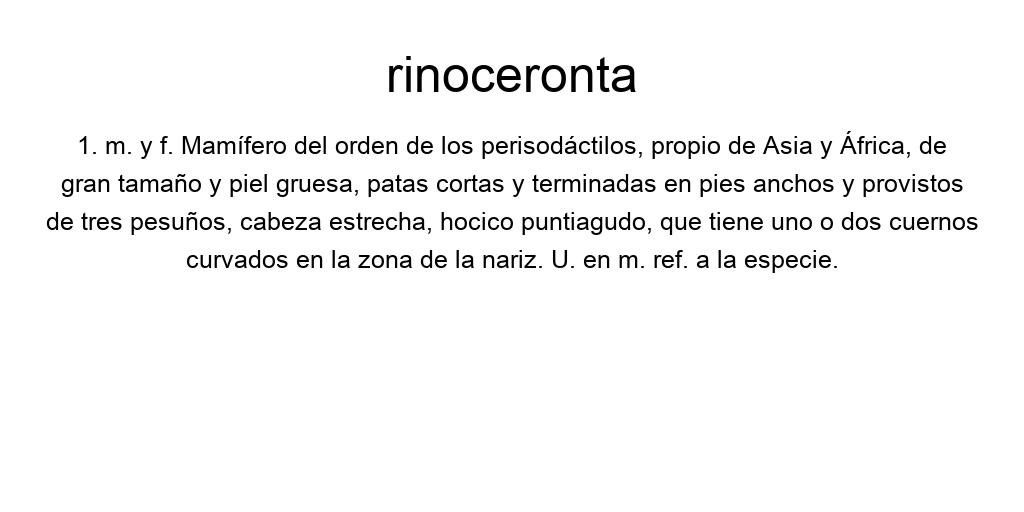 rinoceronta
1. m. y f. Mamífero del orden de los perisodáctilos, propio de Asia y África, de
gran tamaño y piel gruesa, patas cortas y terminadas en pies anchos y provistos
de tres pesuños, cabeza estrecha, hocico puntiagudo, que tiene uno o dos cuernos
curvados en la zona de la nariz. U. en m. ref. a la especie.